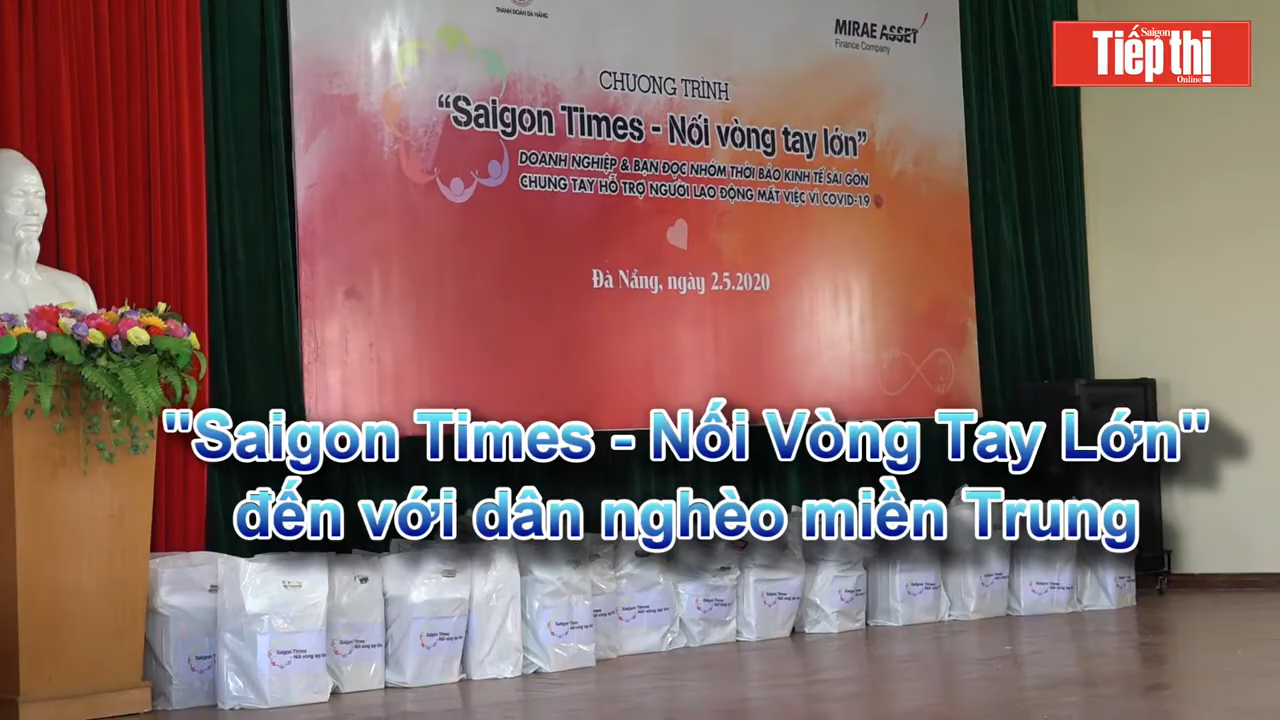 THÀNH ĐOÀN ĐÀ NẴNG
MIRAE ASSET
Finance Company
Saigon
Tiếp thị
Online
CHƯƠNG TRÌNH
“Saigon Times - Nối vòng tay lớn”
DOANH NGHIỆP & BẠN ĐỌC NHÓM THỜI BÁO KINH TẾ SÀI GÒN
CHUNG TAY HỖ TRỢ NGƯỜI LAO ĐỘNG MẤT VIỆC VÌ COVID-19
Đà Nẵng, ngày 2.5.2020
"Saigon Times - Nối Vòng Tay Lớn"
đến với dân nghèo miền Trung
Saigon Times
Nối vòng tay lớn